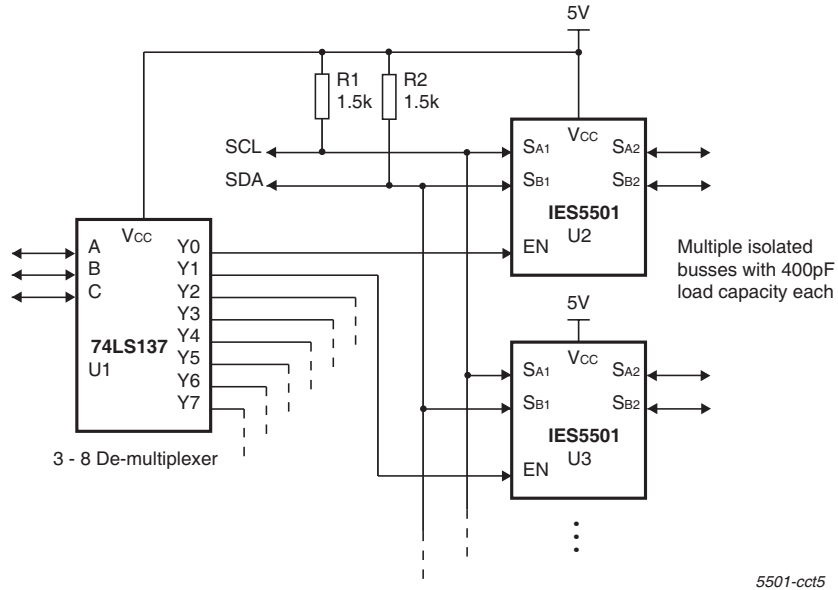 5V
R1
1.5k
R2
1.5k
SCL
SDA
VCC
SA1
SA2
SB1
SB2
IES5501
U2
EN
VCC
A
B
C
Y0
Y1
Y2
Y3
Y4
Y5
Y6
Y7
74LS137
U1
3 - 8 De-multiplexer
Multiple isolated
busses with 400pF
load capacity each
5V
VCC
SA1
SA2
SB1
SB2
IES5501
U3
EN
5501-cct5